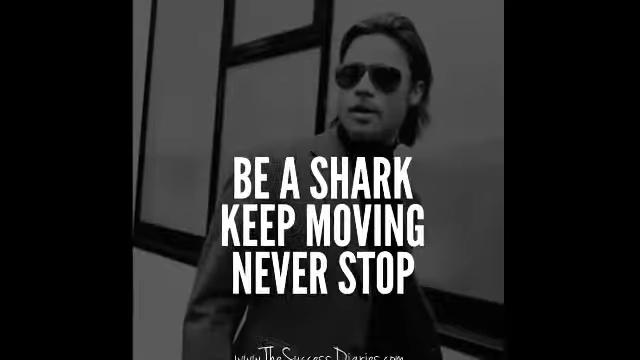 BE A SHARK
KEEP MOVING
NEVER STOP
www.TheSuccessDiaries.com